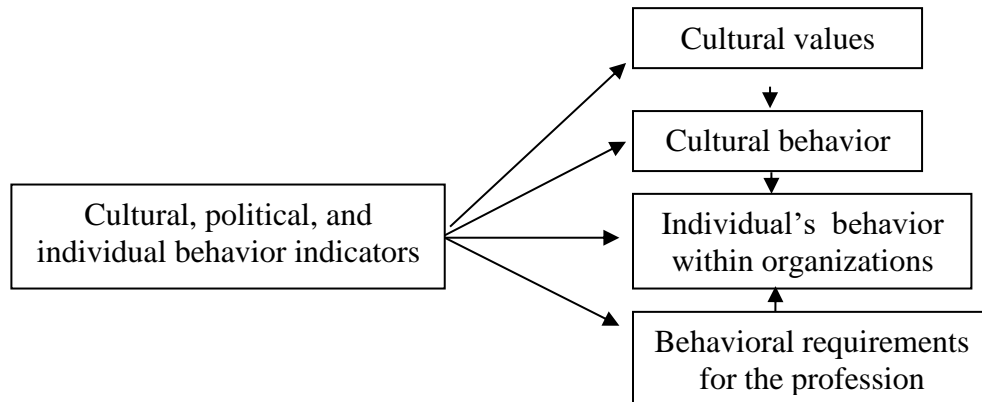 Cultural values
Cultural behavior
Cultural, political, and
individual behavior indicators
Individual’s behavior
within organizations
Behavioral requirements
for the profession